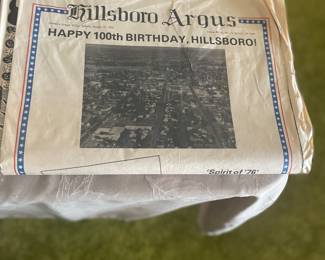 Hillsboro Argus
HAPPY 100th BIRTHDAY, HILLSBORO!
'Spirit of '76'